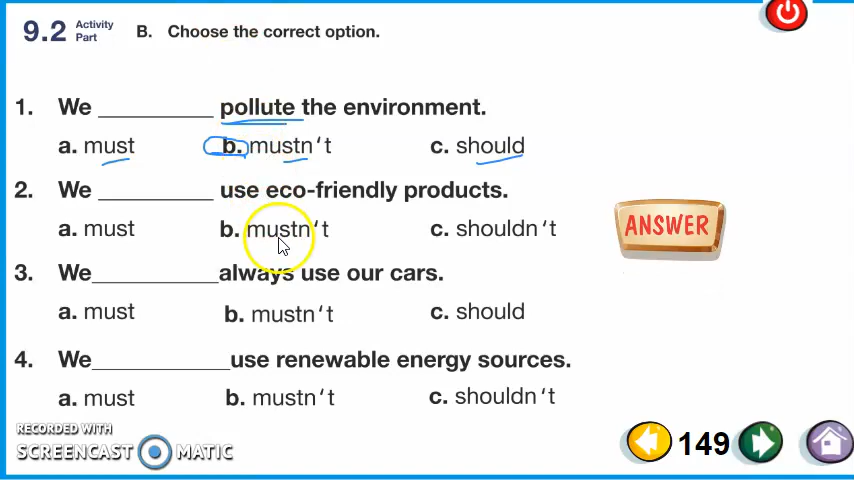 9.2 Activity Part B. Choose the correct option.
1. We __________ pollute the environment.
a. must b. mustn't c. should
2. We __________ use eco-friendly products.
a. must b. mustn't c. shouldn't
ANSWER
3. We___________always use our cars.
a. must b. mustn't c. should
4. We____________use renewable energy sources.
a. must b. mustn't c. shouldn't
RECORDED WITH
SCREENCAST MATIC
149